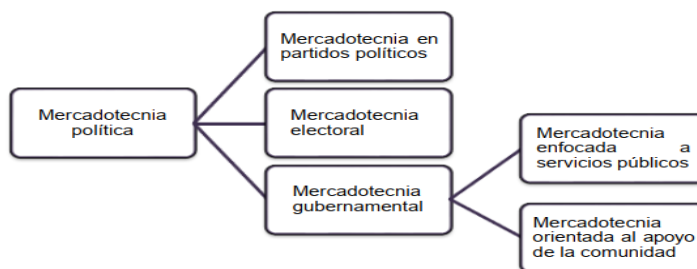 Mercadotecnia en
partidos políticos
Mercadotecnia
política
Mercadotecnia
electoral
Mercadotecnia
gubernamental
Mercadotecnia
enfocada a
servicios públicos
Mercadotecnia
orientada al apoyo
de la comunidad